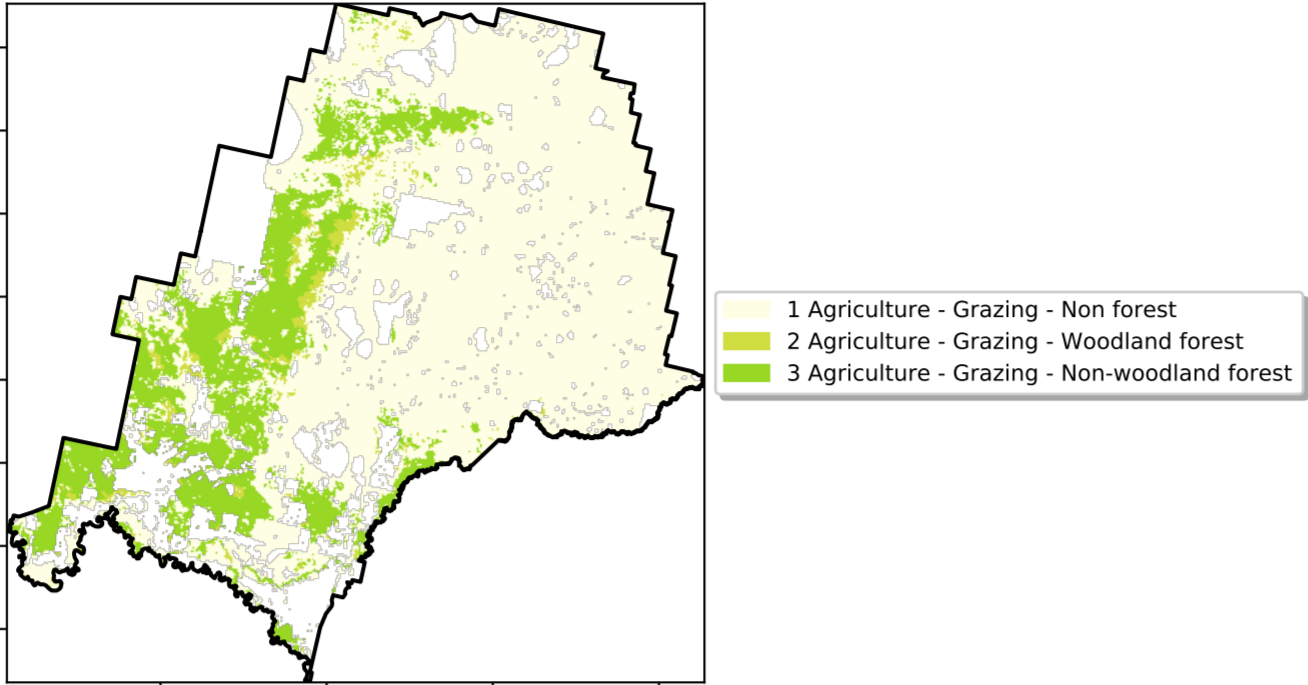 1 Agriculture - Grazing - Non forest
2 Agriculture - Grazing - Woodland forest
3 Agriculture - Grazing - Non-woodland forest